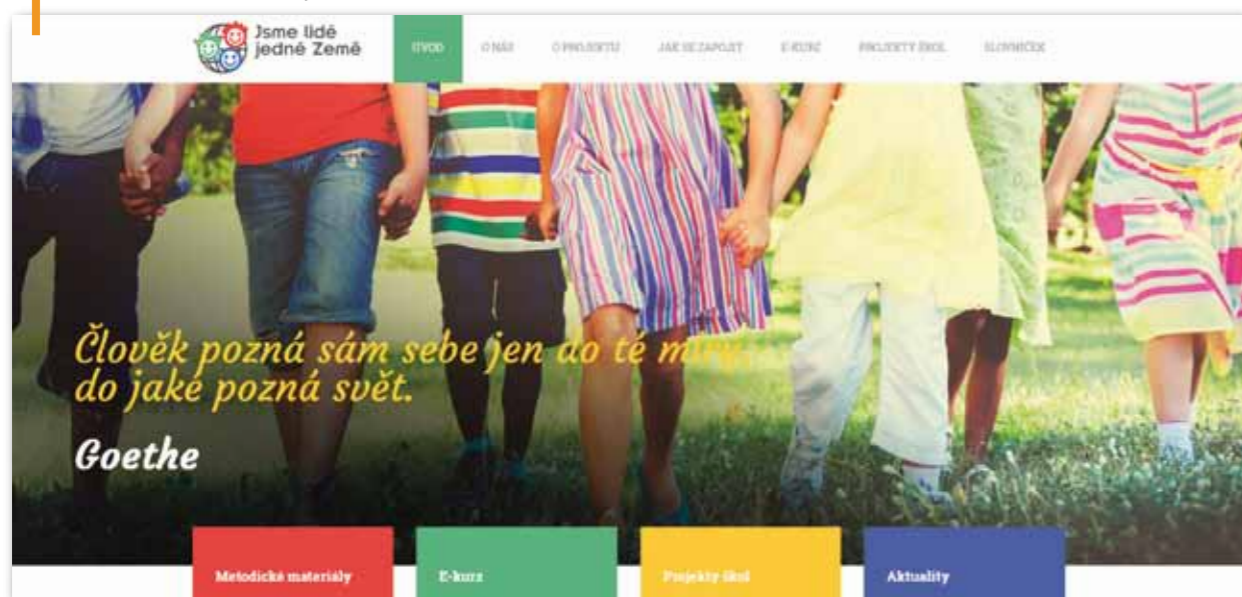 Jsme lidé
jedné Země
ÚVOD O NÁS O PROJEKTU JAK SE ZAPOJIT E-KURZ PROJEKTY ŠKOL SLOVNÍČEK
Člověk pozná sám sebe jen do té míry,
do jaké pozná svět.
Goethe
Metodické materiály E-kurz Projekty škol Aktuality